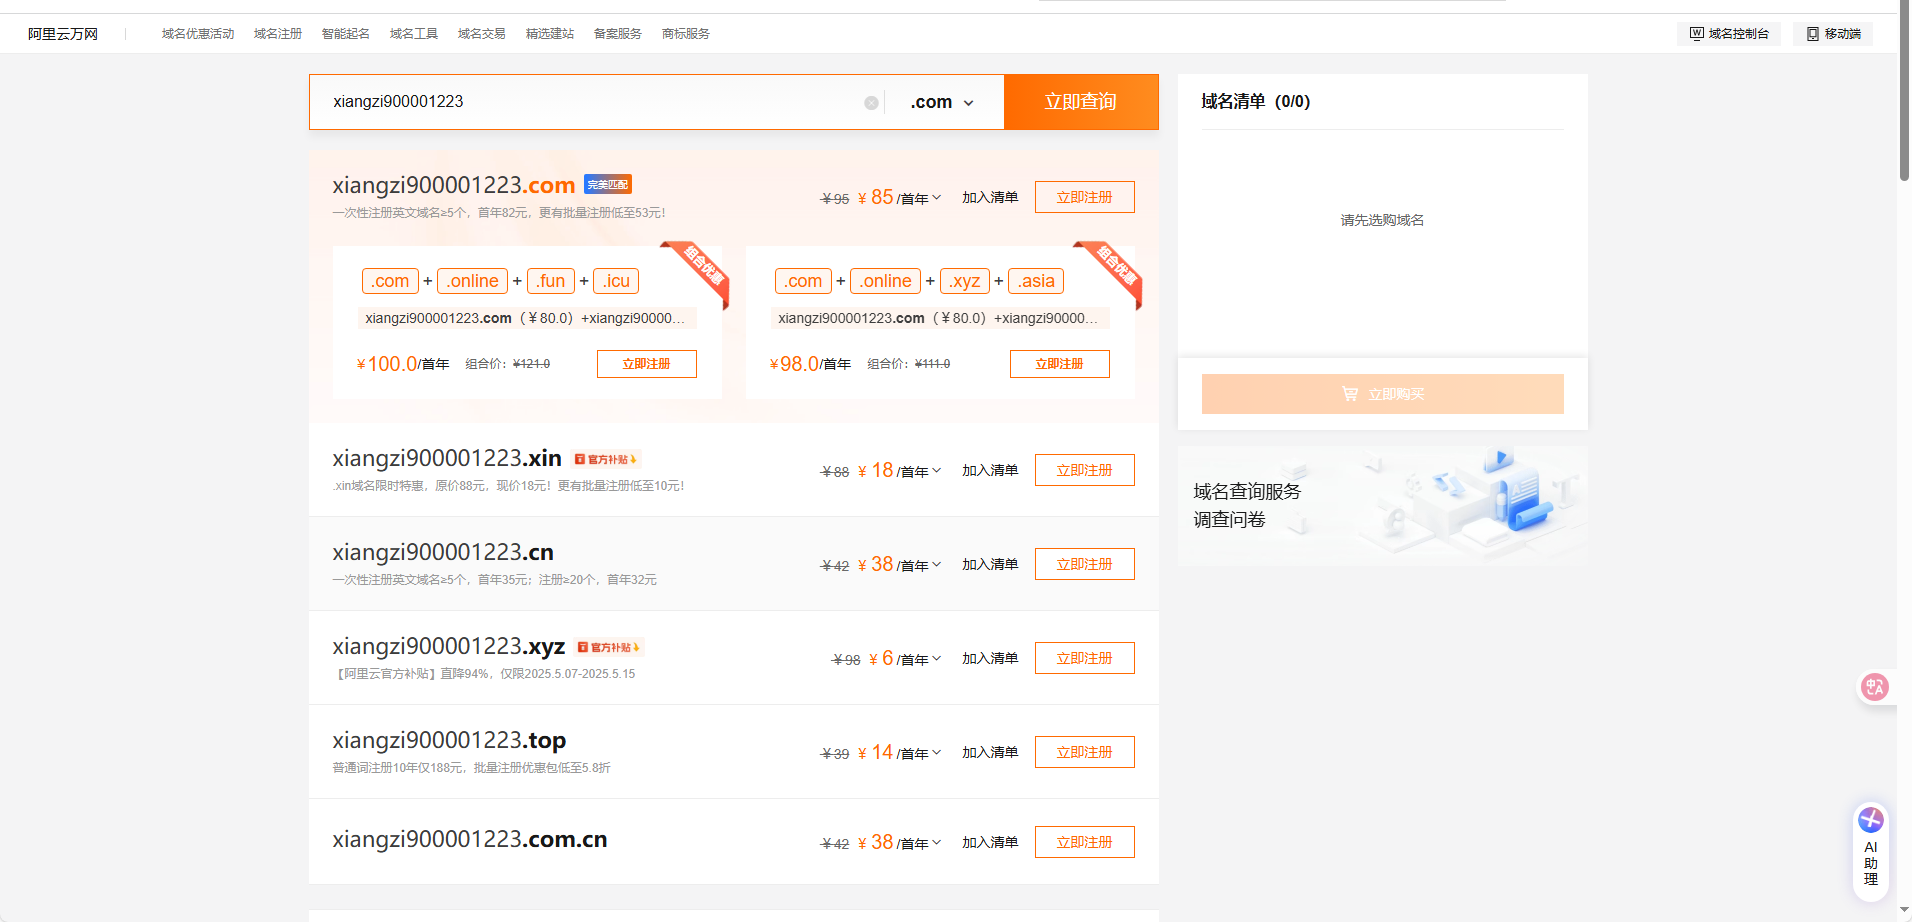 阿里云万网
域名优惠活动 域名注册 智能起名 域名工具 域名交易 精选建站 备案服务 商标服务
域名控制台 移动端
xiangzi900001223 .com 立即查询
xiangzi900001223.com 完美匹配
一次性注册英文域名≥5个，首年82元，更有批量注册低至53元！
￥95 ￥85/首年 加入清单 立即注册
组合优惠
.com + .online + .fun + .icu
xiangzi900001223.com（￥80.0）+xiangzi90000...
￥100.0/首年 组合价：￥121.0 立即注册
组合优惠
.com + .online + .xyz + .asia
xiangzi900001223.com（￥80.0）+xiangzi90000...
￥98.0/首年 组合价：￥111.0 立即注册
xiangzi900001223.xin 官方补贴
.xin域名限时特惠，原价88元，现价18元！更有批量注册低至10元！
￥88 ￥18/首年 加入清单 立即注册
xiangzi900001223.cn
一次性注册英文域名≥5个，首年35元；注册≥20个，首年32元
￥42 ￥38/首年 加入清单 立即注册
xiangzi900001223.xyz 官方补贴
【阿里云官方补贴】直降94%，仅限2025.5.07-2025.5.15
￥98 ￥6/首年 加入清单 立即注册
xiangzi900001223.top
普通词注册10年仅188元，批量注册优惠包低至5.8折
￥39 ￥14/首年 加入清单 立即注册
xiangzi900001223.com.cn
￥42 ￥38/首年 加入清单 立即注册
域名清单（0/0）
请先选购域名
立即购买
域名查询服务
调查问卷
中A
AI
助
理